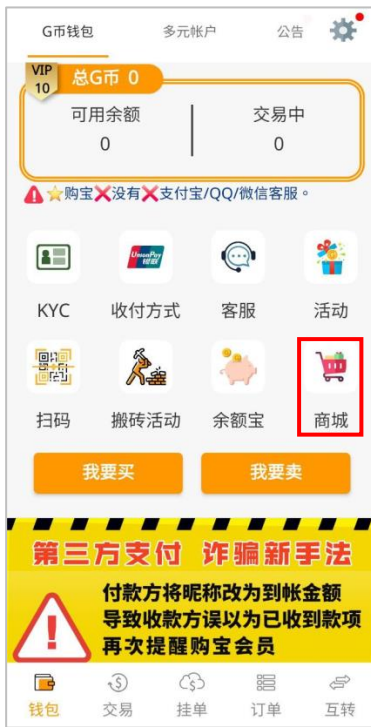 G币钱包 多元帐户 公告
VIP 10
总G币 0
可用余额 交易中
0 0
购宝❌没有❌支付宝/QQ/微信客服。
UnionPay
银联
KYC 收付方式 客服 活动
扫码 搬砖活动 余额宝 商城
我要买 我要卖
第三方支付 诈骗新手法
付款方将昵称改为到帐金额
导致收款方误以为已收到款项
再次提醒购宝会员
钱包 交易 挂单 订单 互转